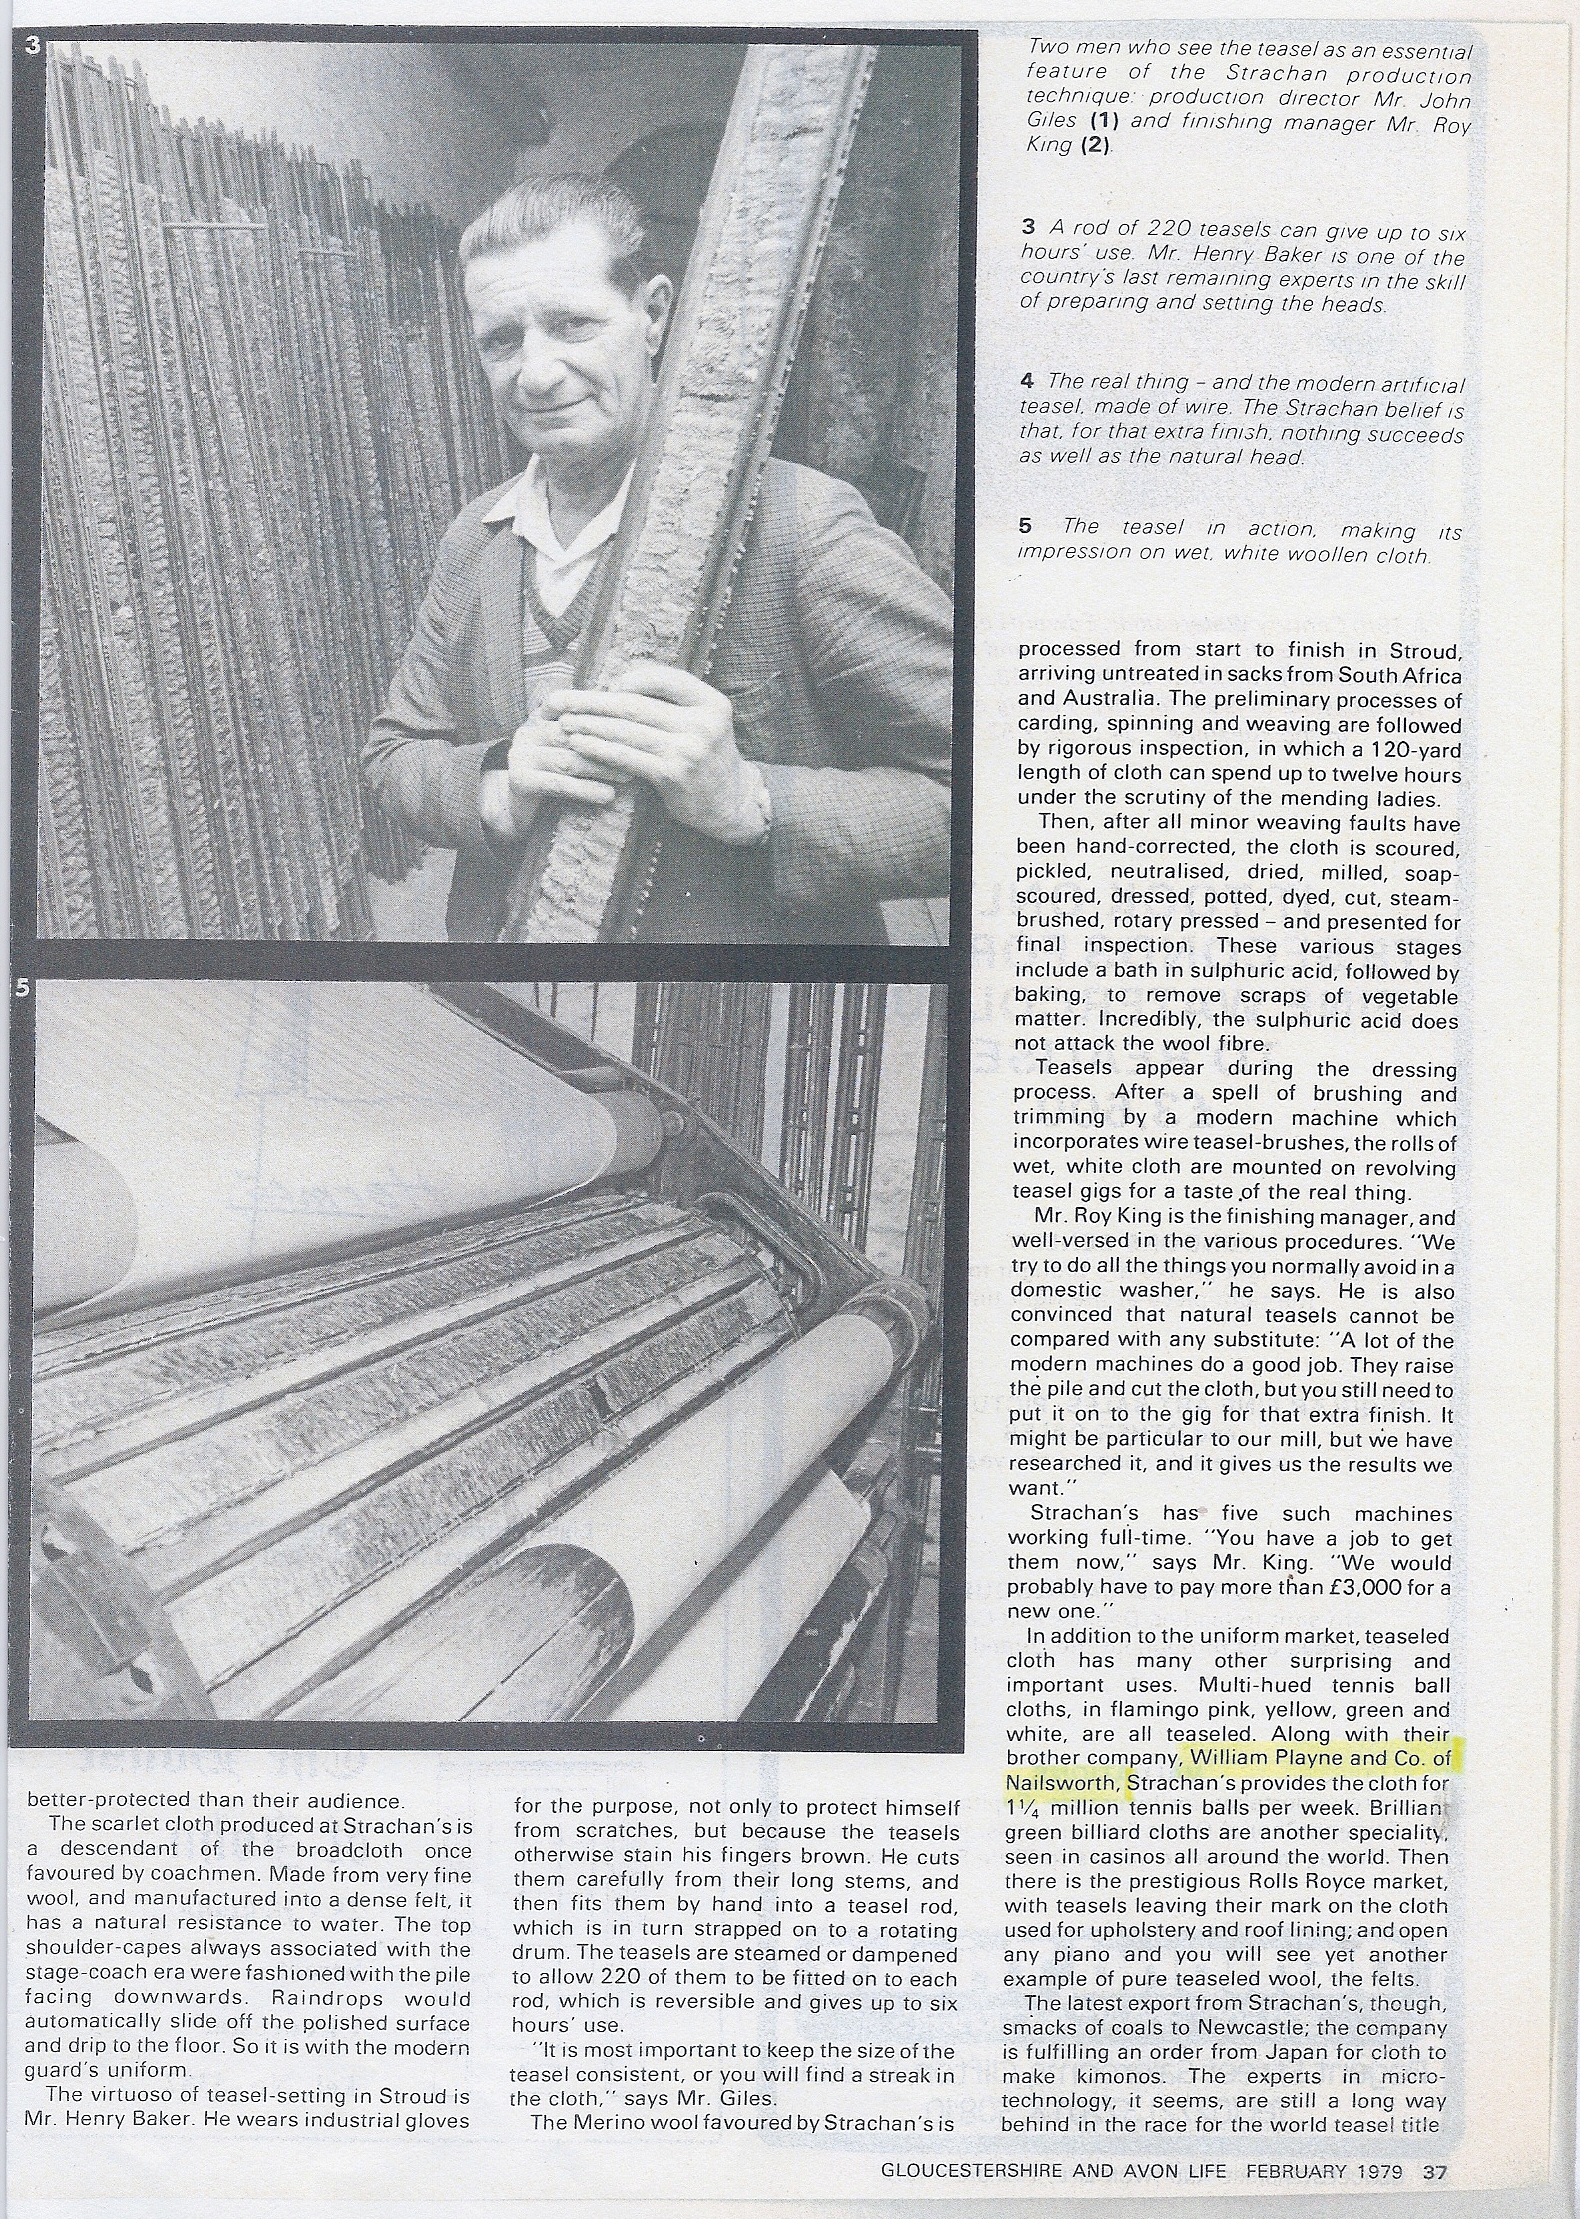 3
Two men who see the teasel as an essential
feature of the Strachan production
technique: production director Mr. John
Giles (1) and finishing manager Mr. Roy
King (2).
3 A rod of 220 teasels can give up to six
hours' use. Mr. Henry Baker is one of the
country's last remaining experts in the skill
of preparing and setting the heads.
4 The real thing – and the modern artificial
teasel, made of wire. The Strachan belief is
that, for that extra finish, nothing succeeds
as well as the natural head.
5 The teasel in action, making its
impression on wet, white woollen cloth.
5
better-protected than their audience.
The scarlet cloth produced at Strachan's is
a descendant of the broadcloth once
favoured by coachmen. Made from very fine
wool, and manufactured into a dense felt, it
has a natural resistance to water. The top
shoulder-capes always associated with the
stage-coach era were fashioned with the pile
facing downwards. Raindrops would
automatically slide off the polished surface
and drip to the floor. So it is with the modern
guard's uniform.
The virtuoso of teasel-setting in Stroud is
Mr. Henry Baker. He wears industrial gloves
for the purpose, not only to protect himself
from scratches, but because the teasels
otherwise stain his fingers brown. He cuts
them carefully from their long stems, and
then fits them by hand into a teasel rod,
which is in turn strapped on to a rotating
drum. The teasels are steamed or dampened
to allow 220 of them to be fitted on to each
rod, which is reversible and gives up to six
hours' use.
"It is most important to keep the size of the
teasel consistent, or you will find a streak in
the cloth," says Mr. Giles.
The Merino wool favoured by Strachan's is
processed from start to finish in Stroud,
arriving untreated in sacks from South Africa
and Australia. The preliminary processes of
carding, spinning and weaving are followed
by rigorous inspection, in which a 120-yard
length of cloth can spend up to twelve hours
under the scrutiny of the mending ladies.
Then, after all minor weaving faults have
been hand-corrected, the cloth is scoured,
pickled, neutralised, dried, milled, soap-
scoured, dressed, potted, dyed, cut, steam-
brushed, rotary pressed – and presented for
final inspection. These various stages
include a bath in sulphuric acid, followed by
baking, to remove scraps of vegetable
matter. Incredibly, the sulphuric acid does
not attack the wool fibre.
Teasels appear during the dressing
process. After a spell of brushing and
trimming by a modern machine which
incorporates wire teasel-brushes, the rolls of
wet, white cloth are mounted on revolving
teasel gigs for a taste of the real thing.
Mr. Roy King is the finishing manager, and
well-versed in the various procedures. "We
try to do all the things you normally avoid in a
domestic washer," he says. He is also
convinced that natural teasels cannot be
compared with any substitute: "A lot of the
modern machines do a good job. They raise
the pile and cut the cloth, but you still need to
put it on to the gig for that extra finish. It
might be particular to our mill, but we have
researched it, and it gives us the results we
want."
Strachan's has five such machines
working full-time. "You have a job to get
them now," says Mr. King. "We would
probably have to pay more than £3,000 for a
new one."
In addition to the uniform market, teaseled
cloth has many other surprising and
important uses. Multi-hued tennis ball
cloths, in flamingo pink, yellow, green and
white, are all teaseled. Along with their
brother company, William Playne and Co. of
Nailsworth, Strachan's provides the cloth for
1¼ million tennis balls per week. Brilliant
green billiard cloths are another speciality,
seen in casinos all around the world. Then
there is the prestigious Rolls Royce market,
with teasels leaving their mark on the cloth
used for upholstery and roof lining; and open
any piano and you will see yet another
example of pure teaseled wool, the felts.
The latest export from Strachan's, though,
smacks of coals to Newcastle; the company
is fulfilling an order from Japan for cloth to
make kimonos. The experts in micro-
technology, it seems, are still a long way
behind in the race for the world teasel title.
GLOUCESTERSHIRE AND AVON LIFE FEBRUARY 1979 37